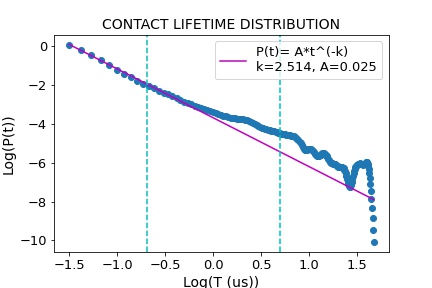 CONTACT LIFETIME DISTRIBUTION
P(t)= A*t^(-k)
k=2.514, A=0.025
Log(P(t))
0
−2
−4
−6
−8
−10
−1.5 −1.0 −0.5 0.0 0.5 1.0 1.5
Log(T (us))